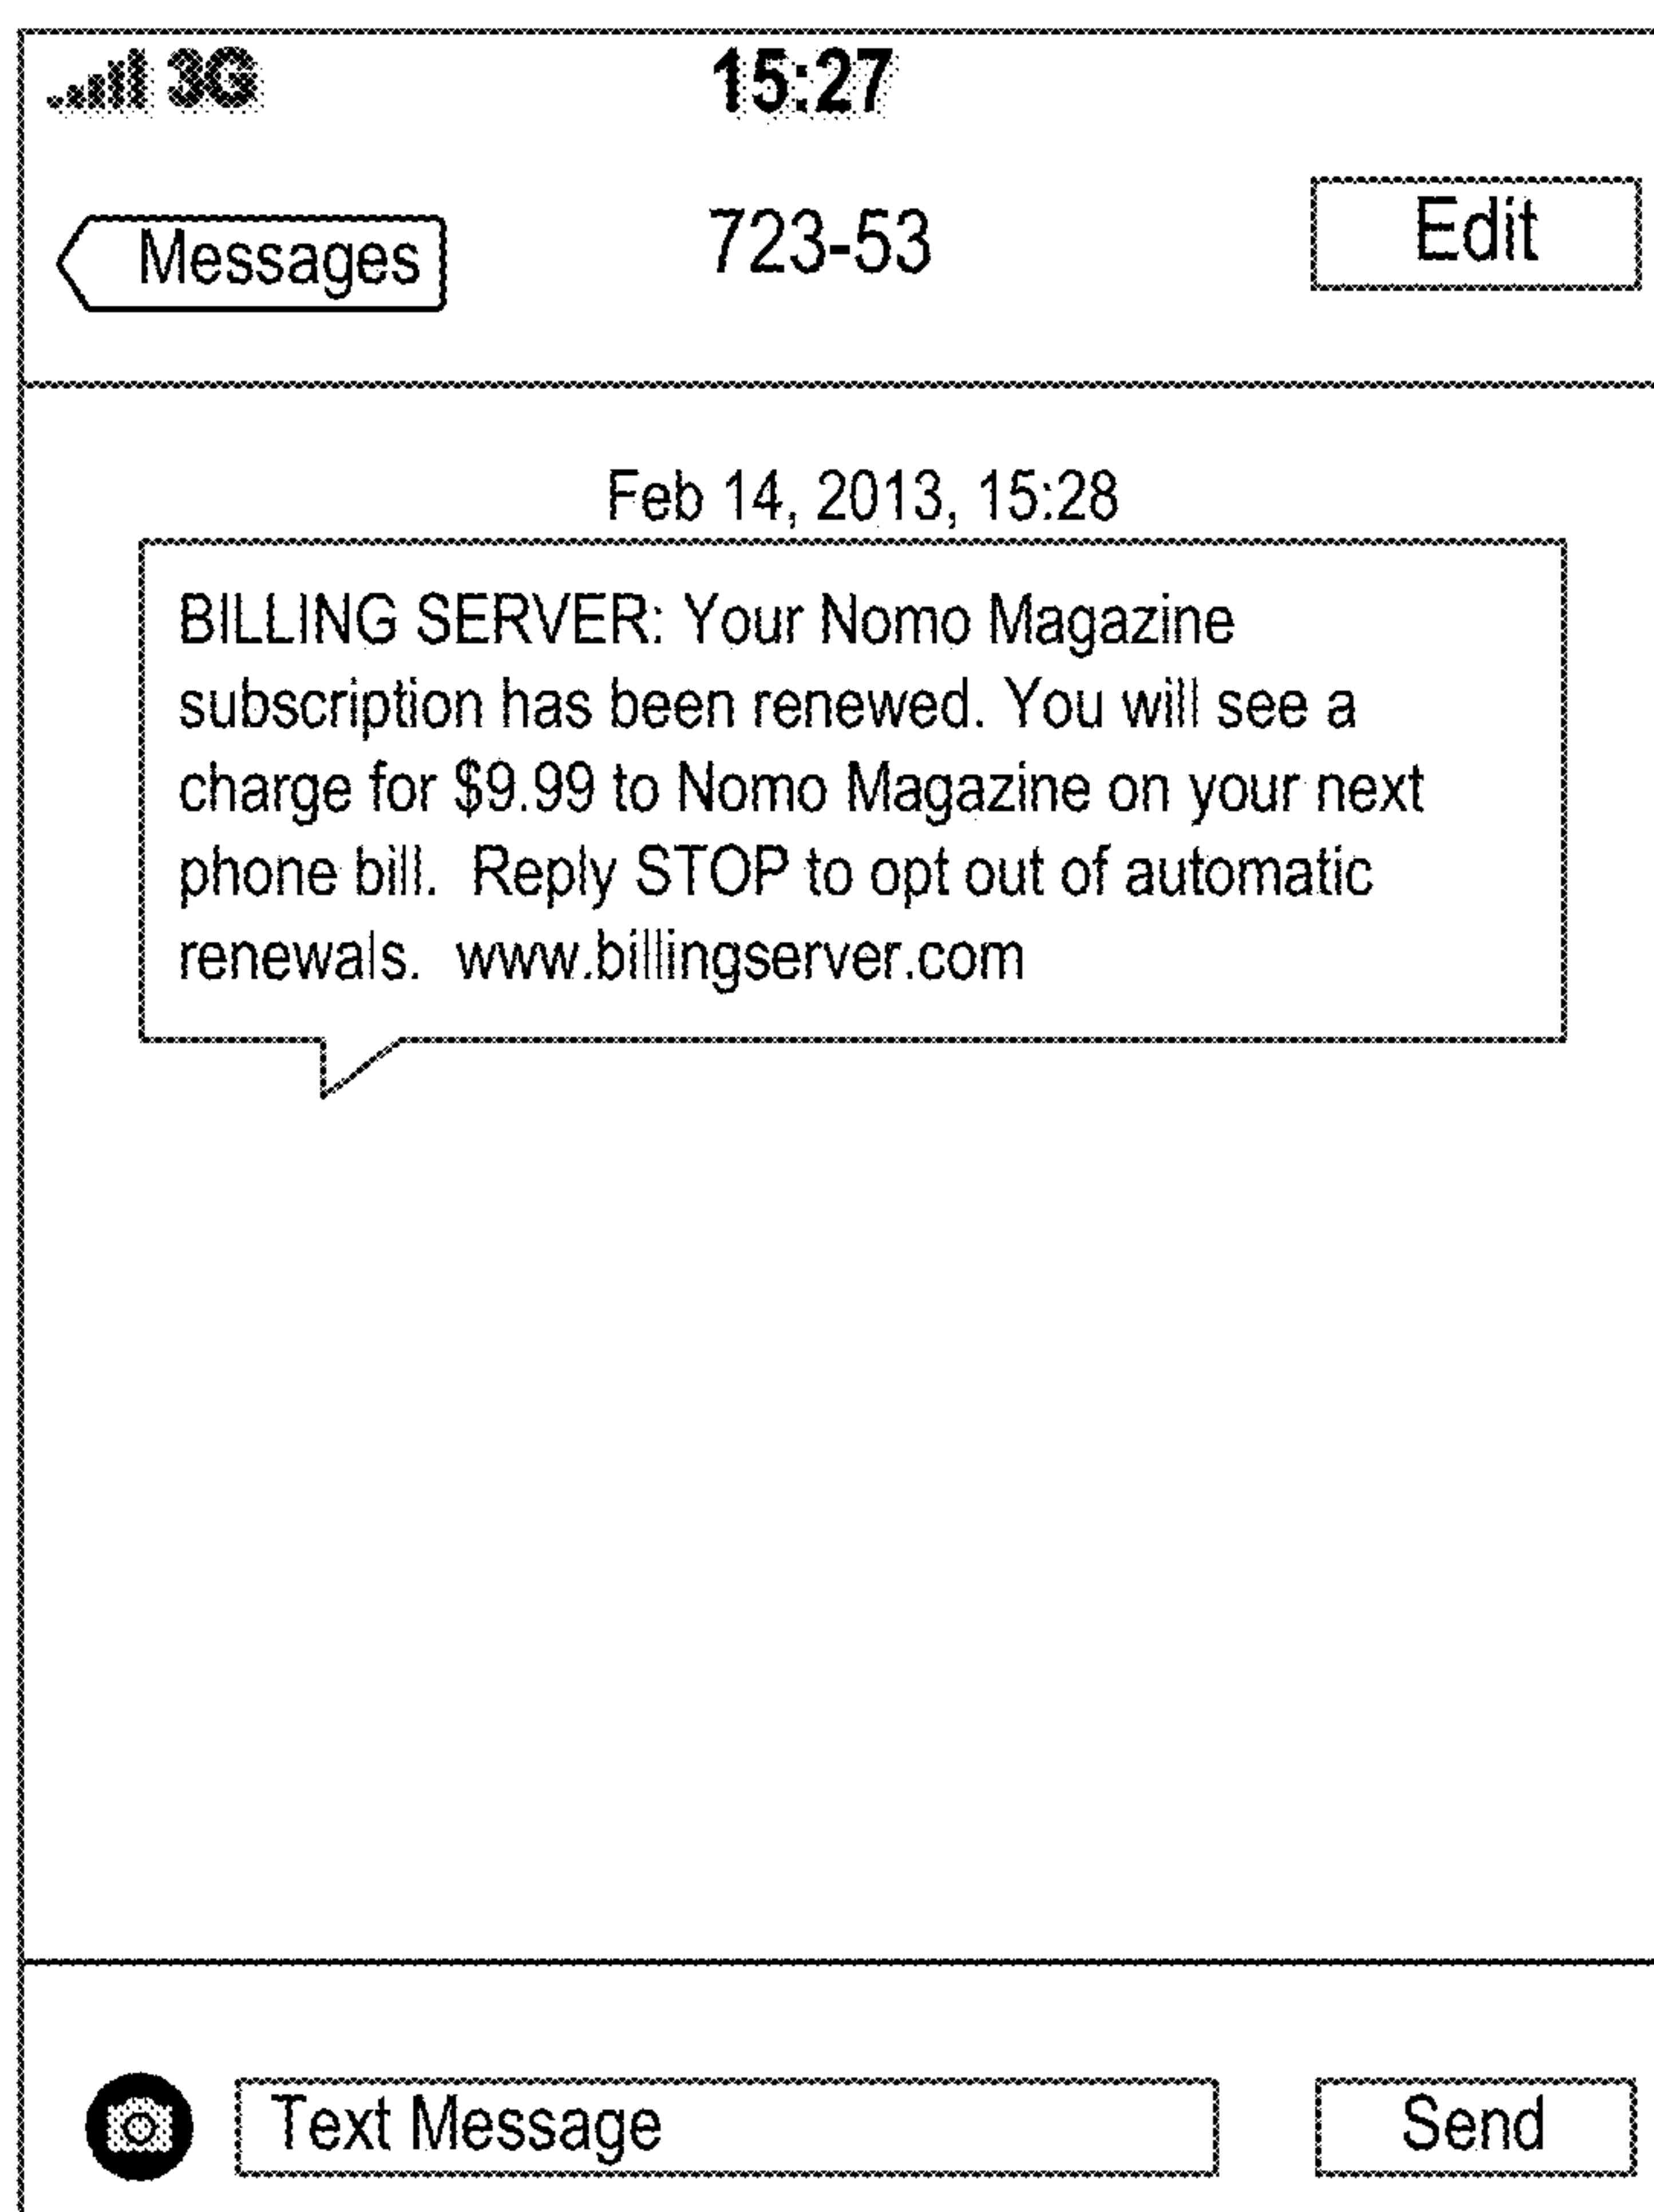 3G 15:27
Messages 723-53 Edit
Feb 14, 2013, 15:28
BILLING SERVER: Your Nomo Magazine
subscription has been renewed. You will see a
charge for $9.99 to Nomo Magazine on your next
phone bill.  Reply STOP to opt out of automatic
renewals.  www.billingserver.com
Text Message Send